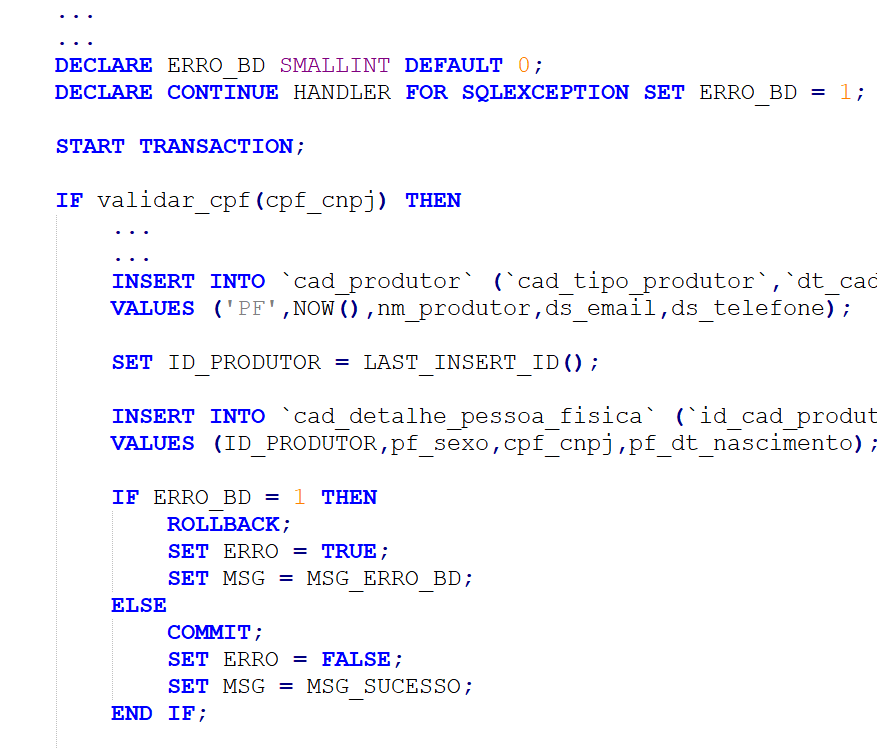 ...
...
DECLARE ERRO_BD SMALLINT DEFAULT 0;
DECLARE CONTINUE HANDLER FOR SQLEXCEPTION SET ERRO_BD = 1;
START TRANSACTION;
IF validar_cpf(cpf_cnpj) THEN
...
...
INSERT INTO `cad_produtor` (`cad_tipo_produtor`,`dt_cad
VALUES ('PF',NOW(),nm_produtor,ds_email,ds_telefone);
SET ID_PRODUTOR = LAST_INSERT_ID();
INSERT INTO `cad_detalhe_pessoa_fisica` (`id_cad_produt
VALUES (ID_PRODUTOR,pf_sexo,cpf_cnpj,pf_dt_nascimento);
IF ERRO_BD = 1 THEN
ROLLBACK;
SET ERRO = TRUE;
SET MSG = MSG_ERRO_BD;
ELSE
COMMIT;
SET ERRO = FALSE;
SET MSG = MSG_SUCESSO;
END IF;